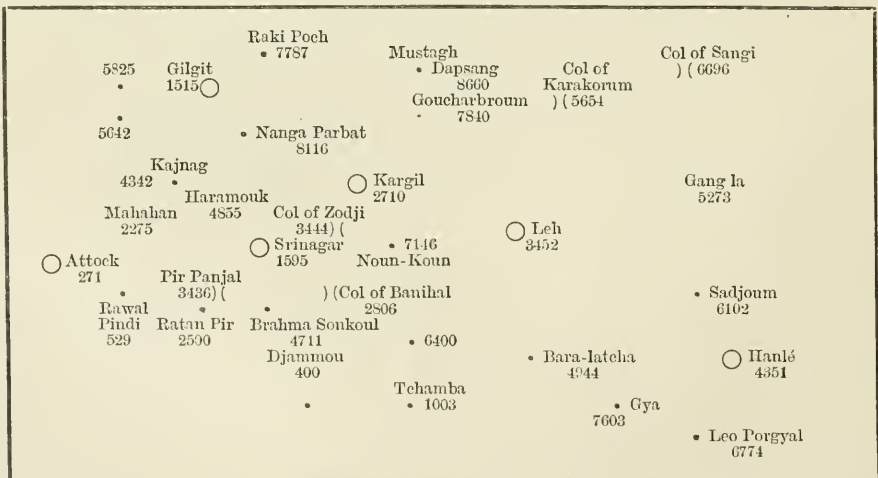 Raki Poch
7787
5825
Gilgit
1515
Mustagh
Dapsang
8660
Goucharbroum
7840
Col of
Karakorum
) ( 5654
Col of Sangi
) ( 6696
5642
Nanga Parbat
8116
Kajnag
4342
Haramouk
4855
Kargil
2710
Gang la
5273
Mahahan
2275
Col of Zodji
3444) (
Srinagar
1595
7146
Noun-Koun
Leh
3452
Attock
271
Pir Panjal
3436) (
) (Col of Banihal
2806
Sadjoum
6102
Rawal
Pindi
529
Ratan Pir
2500
Brahma Sonkoul
4711
6400
Djammou
400
Bara-latcha
4944
Hanlé
4351
Tchamba
1003
Gya
7603
Leo Porgyal
6774